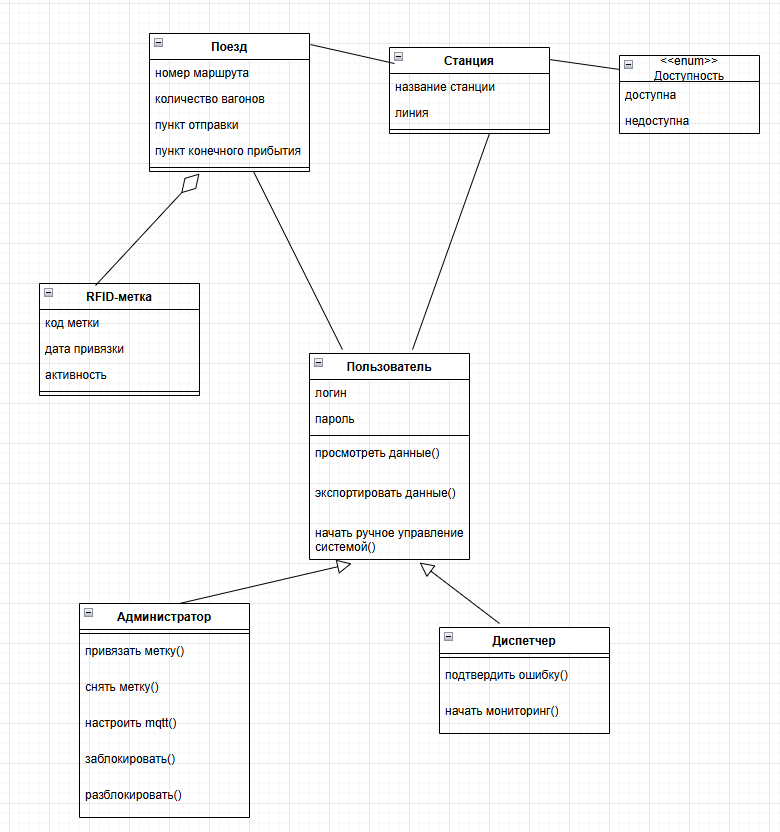 Поезд
номер маршрута
количество вагонов
пункт отправки
пункт конечного прибытия
Станция
название станции
линия
<<enum>>
Доступность
доступна
недоступна
RFID-метка
код метки
дата привязки
активность
Пользователь
логин
пароль
просмотреть данные()
экспортировать данные()
начать ручное управление
системой()
Администратор
привязать метку()
снять метку()
настроить mqtt()
заблокировать()
разблокировать()
Диспетчер
подтвердить ошибку()
начать мониторинг()